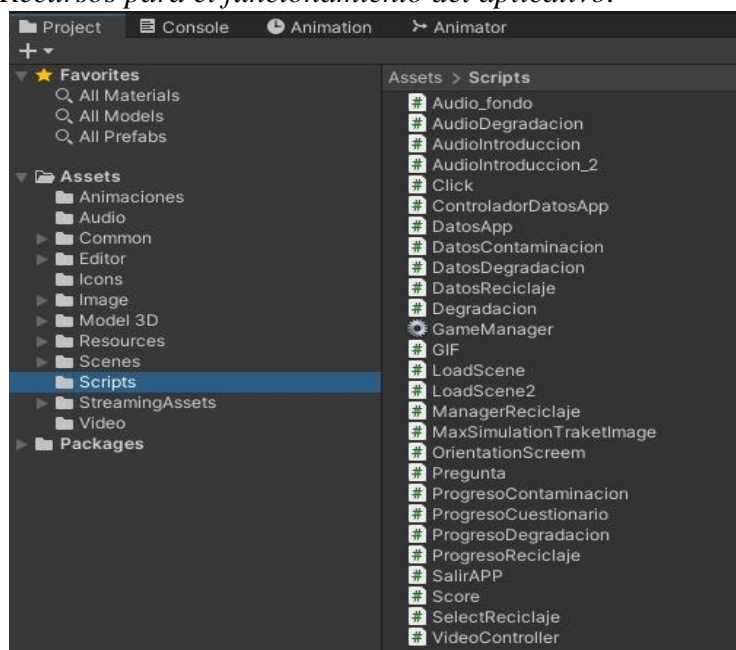 Recursos para el funcionamiento del aplicativo.
Project Console Animation Animator
Favorites
All Materials
All Models
All Prefabs
Assets
Animaciones
Audio
Common
Editor
Icons
Image
Model 3D
Resources
Scenes
Scripts
StreamingAssets
Video
Packages
Assets > Scripts
Audio_fondo
AudioDegradacion
AudioIntroduccion
AudioIntroduccion_2
Click
ControladorDatosApp
DatosApp
DatosContaminacion
DatosDegradacion
DatosReciclaje
Degradacion
GameManager
GIF
LoadScene
LoadScene2
ManagerReciclaje
MaxSimulationTraketImage
OrientationScreem
Pregunta
ProgresoContaminacion
ProgresoCuestionario
ProgresoDegradacion
ProgresoReciclaje
SalirAPP
Score
SelectReciclaje
VideoController